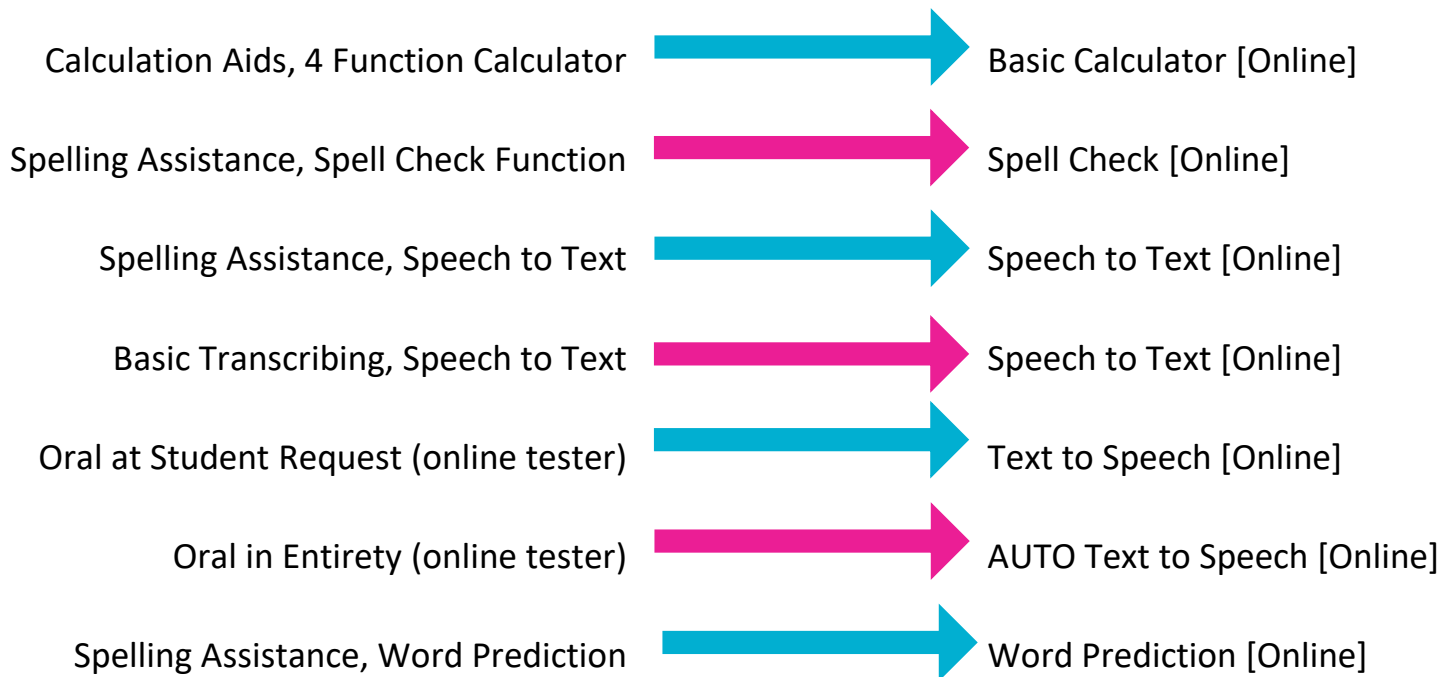 Calculation Aids, 4 Function Calculator Basic Calculator [Online]
Spelling Assistance, Spell Check Function Spell Check [Online]
Spelling Assistance, Speech to Text Speech to Text [Online]
Basic Transcribing, Speech to Text Speech to Text [Online]
Oral at Student Request (online tester) Text to Speech [Online]
Oral in Entirety (online tester) AUTO Text to Speech [Online]
Spelling Assistance, Word Prediction Word Prediction [Online]